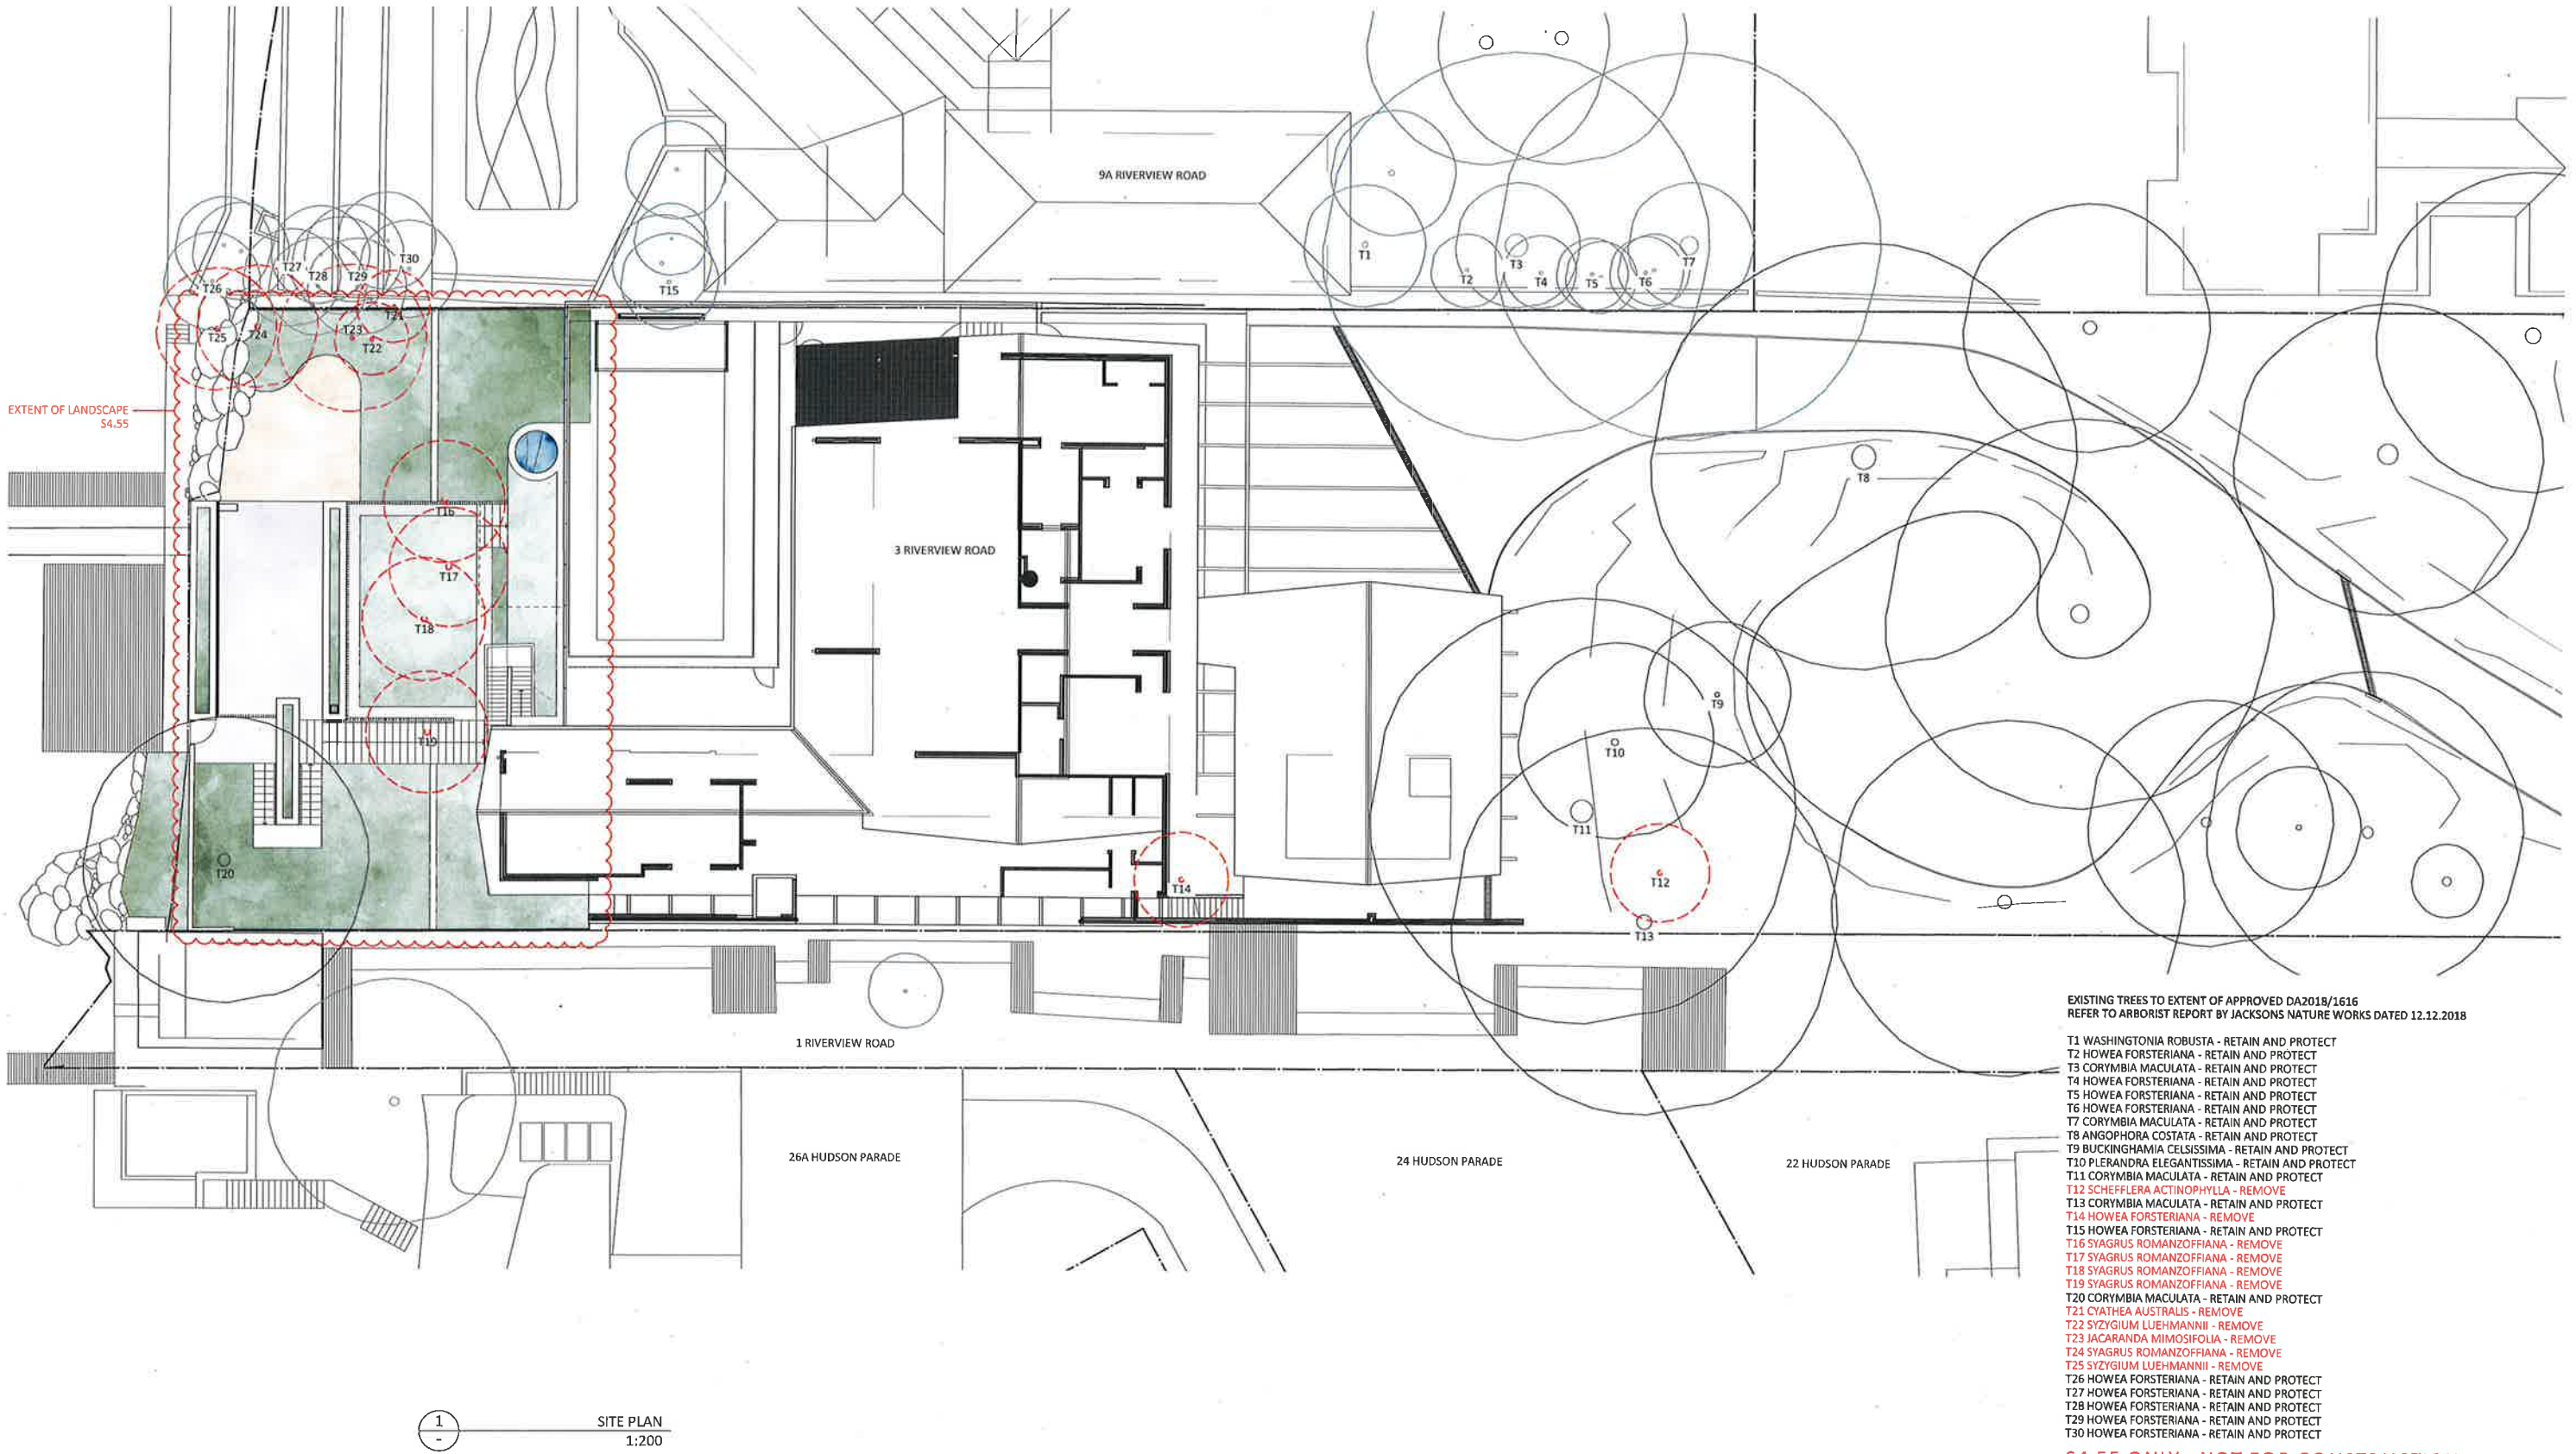 9A RIVERVIEW ROAD
T1
T2
T3
T4
T5
T6
T7
T15
T30
T27
T28
T29
T26
T21
T23
T25
T24
T22
EXTENT OF LANDSCAPE
S4.55
T8
T16
3 RIVERVIEW ROAD
T17
T18
T9
T19
T10
T11
T20
T14
T12
T13
1 RIVERVIEW ROAD
26A HUDSON PARADE
24 HUDSON PARADE
22 HUDSON PARADE
EXISTING TREES TO EXTENT OF APPROVED DA2018/1616
REFER TO ARBORIST REPORT BY JACKSONS NATURE WORKS DATED 12.12.2018
T1 WASHINGTONIA ROBUSTA - RETAIN AND PROTECT
T2 HOWEA FORSTERIANA - RETAIN AND PROTECT
T3 CORYMBIA MACULATA - RETAIN AND PROTECT
T4 HOWEA FORSTERIANA - RETAIN AND PROTECT
T5 HOWEA FORSTERIANA - RETAIN AND PROTECT
T6 HOWEA FORSTERIANA - RETAIN AND PROTECT
T7 CORYMBIA MACULATA - RETAIN AND PROTECT
T8 ANGOPHORA COSTATA - RETAIN AND PROTECT
T9 BUCKINGHAMIA CELSISSIMA - RETAIN AND PROTECT
T10 PLERANDRA ELEGANTISSIMA - RETAIN AND PROTECT
T11 CORYMBIA MACULATA - RETAIN AND PROTECT
T12 SCHEFFLERA ACTINOPHYLLA - REMOVE
T13 CORYMBIA MACULATA - RETAIN AND PROTECT
T14 HOWEA FORSTERIANA - REMOVE
T15 HOWEA FORSTERIANA - RETAIN AND PROTECT
T16 SYAGRUS ROMANZOFFIANA - REMOVE
T17 SYAGRUS ROMANZOFFIANA - REMOVE
T18 SYAGRUS ROMANZOFFIANA - REMOVE
T19 SYAGRUS ROMANZOFFIANA - REMOVE
T20 CORYMBIA MACULATA - RETAIN AND PROTECT
T21 CYATHEA AUSTRALIS - REMOVE
T22 SYZYGIUM LUEHMANNII - REMOVE
T23 JACARANDA MIMOSIFOLIA - REMOVE
T24 SYAGRUS ROMANZOFFIANA - REMOVE
T25 SYZYGIUM LUEHMANNII - REMOVE
T26 HOWEA FORSTERIANA - RETAIN AND PROTECT
T27 HOWEA FORSTERIANA - RETAIN AND PROTECT
T28 HOWEA FORSTERIANA - RETAIN AND PROTECT
T29 HOWEA FORSTERIANA - RETAIN AND PROTECT
T30 HOWEA FORSTERIANA - RETAIN AND PROTECT
1
-
SITE PLAN
1:200